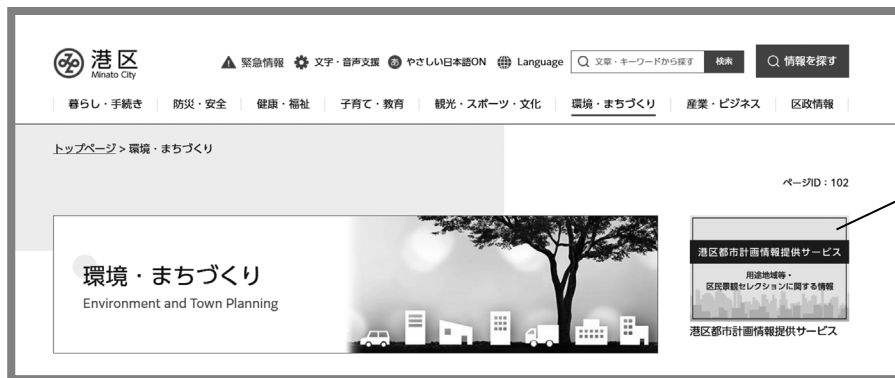 港区
Minato City
緊急情報 文字・音声支援 あ やさしい日本語ON Language 文章・キーワードから探す 検索 情報を探す
暮らし・手続き 防災・安全 健康・福祉 子育て・教育 観光・スポーツ・文化 環境・まちづくり 産業・ビジネス 区政情報
トップページ > 環境・まちづくり
ページID：102
環境・まちづくり
Environment and Town Planning
港区都市計画情報提供サービス
用途地域等・
区民景観セレクションに関する情報
港区都市計画情報提供サービス